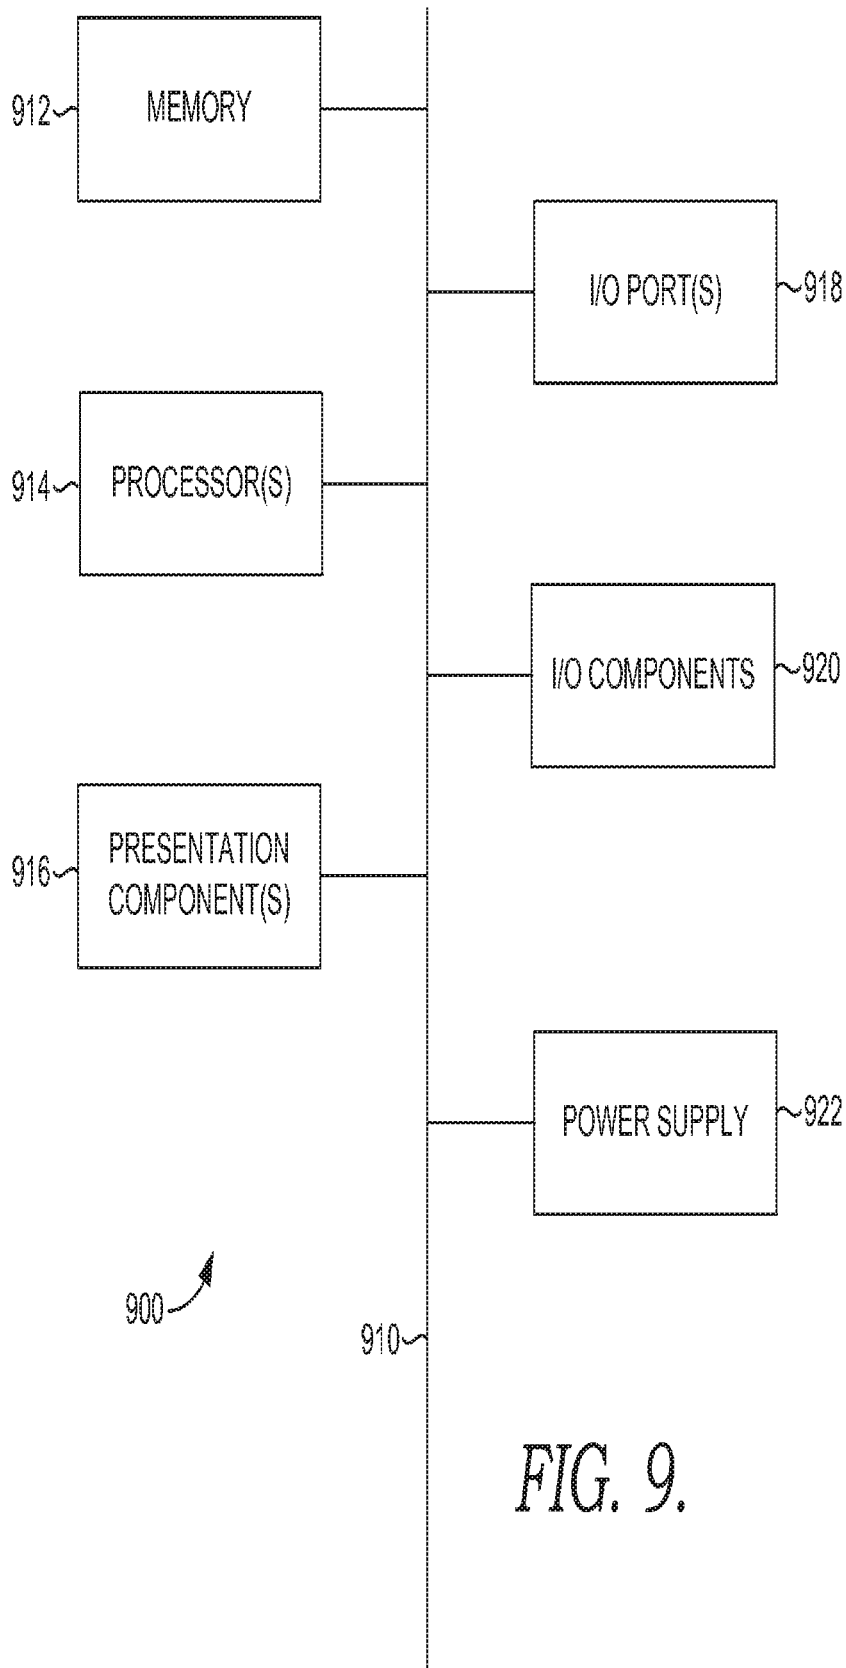 912
MEMORY
I/O PORT(S)
918
914
PROCESSOR(S)
I/O COMPONENTS
920
916
PRESENTATION
COMPONENT(S)
POWER SUPPLY
922
900
910
FIG. 9.